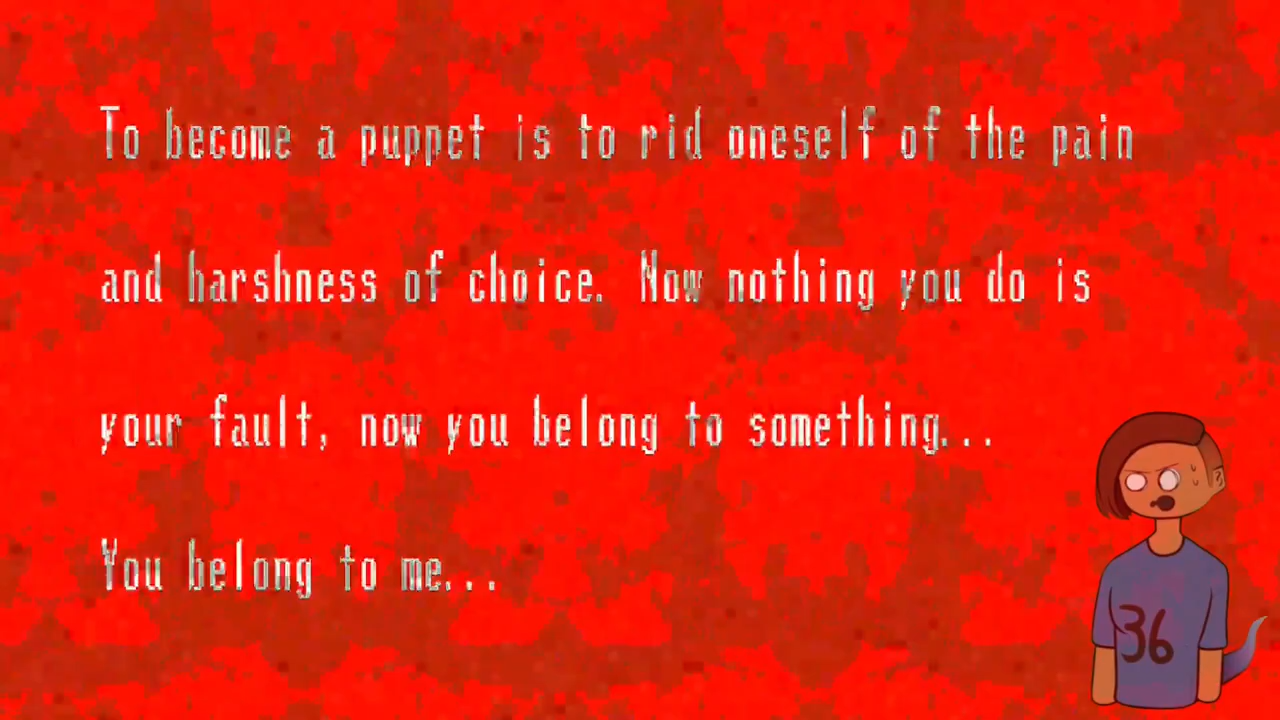 To become a puppet is to rid oneself of the pain
and harshness of choice. Now nothing you do is
your fault, now you belong to something...
You belong to me...
36